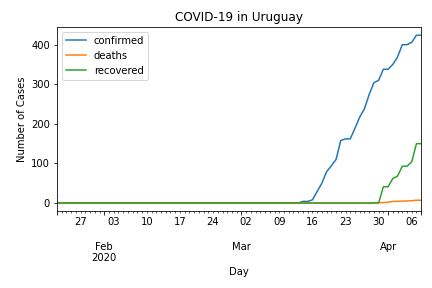 COVID-19 in Uruguay
confirmed
deaths
recovered
Number of Cases
400
300
200
100
0
27 03 10 17 24 02 09 16 23 30 06
Feb Mar Apr
2020
Day